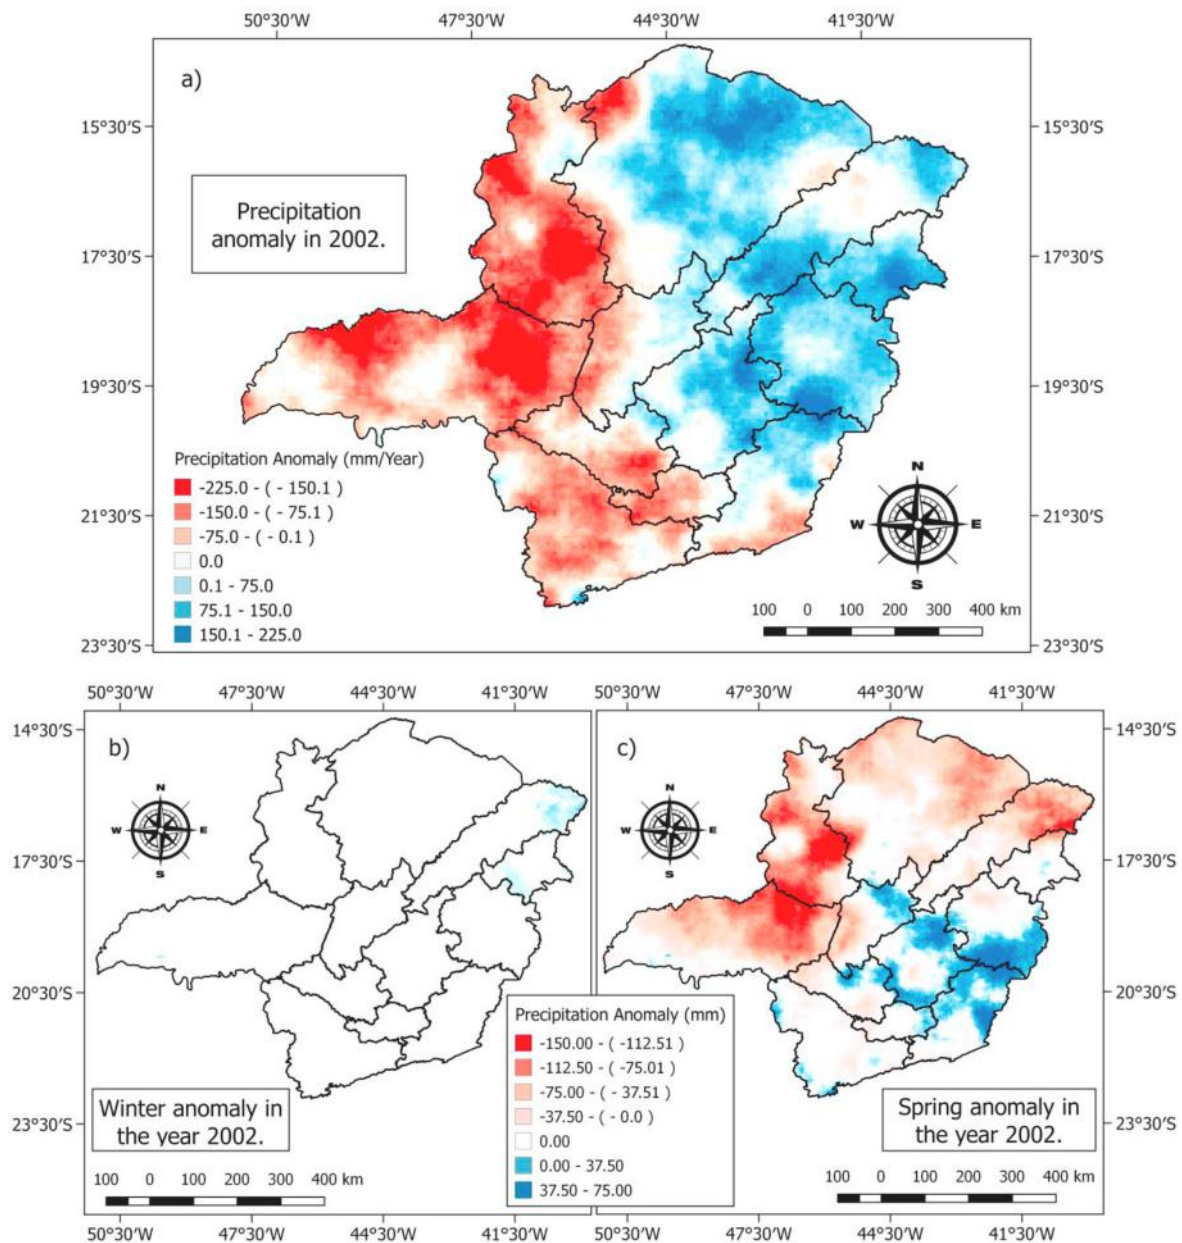 50°30′W 47°30′W 44°30′W 41°30′W
a)
15°30′S 15°30′S
Precipitation
anomaly in 2002.
17°30′S 17°30′S
19°30′S 19°30′S
Precipitation Anomaly (mm/Year)
-225.0 - ( - 150.1 )
-150.0 - ( - 75.1 )
-75.0 - ( - 0.1 )
0.0
0.1 - 75.0
75.1 - 150.0
150.1 - 225.0
N
W E
S
21°30′S 21°30′S
100 0 100 200 300 400 km
23°30′S 23°30′S
50°30′W 47°30′W 44°30′W 41°30′W
b)
14°30′S
N
W E
S
17°30′S
20°30′S
23°30′S
Winter anomaly in
the year 2002.
100 0 100 200 300 400 km
50°30′W 47°30′W 44°30′W 41°30′W
50°30′W 47°30′W 44°30′W 41°30′W
c)
14°30′S
N
W E
S
17°30′S
20°30′S
23°30′S
Precipitation Anomaly (mm)
-150.00 - ( -112.51 )
-112.50 - ( -75.01 )
-75.00 - ( - 37.51 )
-37.50 - ( - 0.0 )
0.00
0.00 - 37.50
37.50 - 75.00
Spring anomaly in
the year 2002.
100 0 100 200 300 400 km
50°30′W 47°30′W 44°30′W 41°30′W